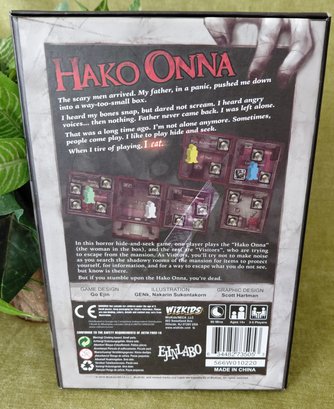 HAKO ONNA
The scary men arrived. My father, in a panic, pushed me down
into a way-too-small box.
I heard my bones snap, but dared not scream. I heard angry
voices... then nothing. Father never came back. I was left alone.
That was a long time ago. I'm not alone anymore. Sometimes,
people come play. I like to play hide and seek.
When I tire of playing, I eat.
In this horror hide-and-seek game, one player plays the "Hako Onna"
(the woman in the box), and the rest are "Visitors", who are trying
to escape from the mansion. As Visitors, you'll try not to make noise
as you search the shadowy rooms of the mansion for items to protect
yourself, for information, and for a way to escape what you do not see,
but know is there.
But if you stumble upon the Hako Onna, you're dead.
GAME DESIGN
Go Ejin
ILLUSTRATION
GENk, Nakarin Sukontakorn
GRAPHIC DESIGN
Scott Hartman
CE
WIZKIDS
EJIN LABO
566W010220